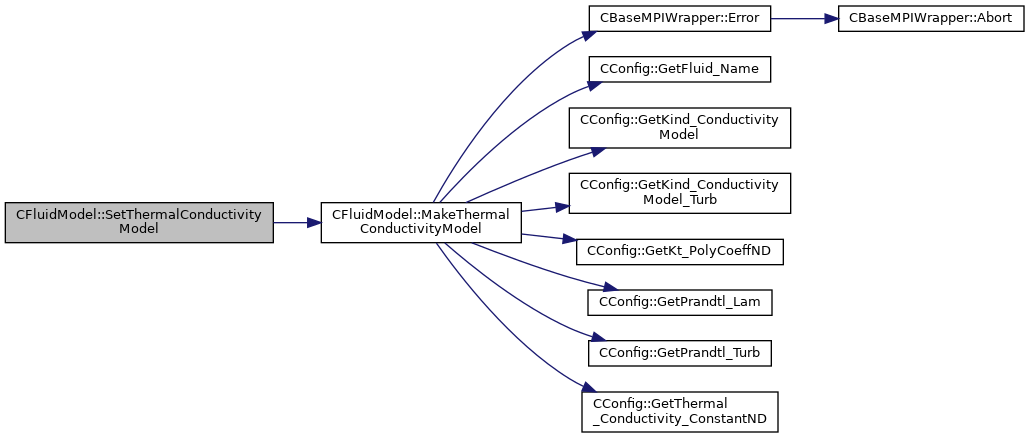 CFluidModel::SetThermalConductivity
Model
CFluidModel::MakeThermal
ConductivityModel
CBaseMPIWrapper::Error
CBaseMPIWrapper::Abort
CConfig::GetFluid_Name
CConfig::GetKind_Conductivity
Model
CConfig::GetKind_Conductivity
Model_Turb
CConfig::GetKt_PolyCoeffND
CConfig::GetPrandtl_Lam
CConfig::GetPrandtl_Turb
CConfig::GetThermal
_Conductivity_ConstantND